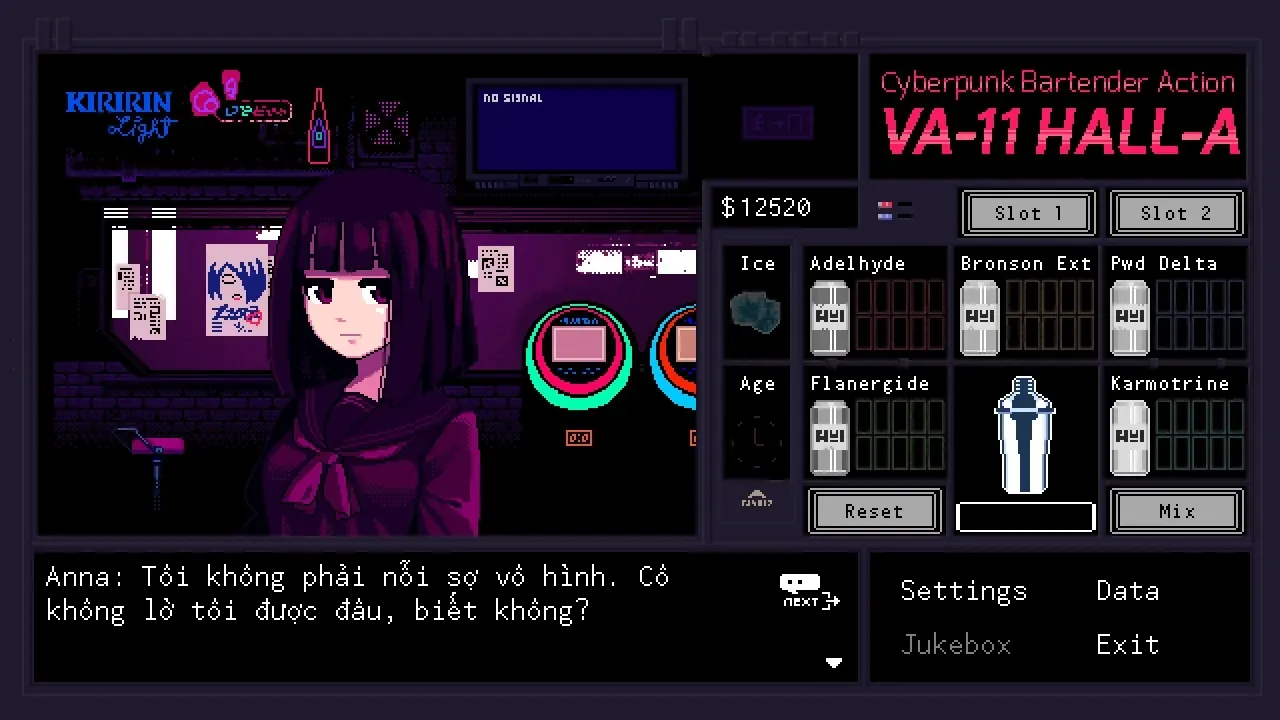 KIRIRIN
Light
NO SIGNAL
Cyberpunk Bartender Action
VA-11 HALL-A
$12520
Slot 1
Slot 2
Ice
Adelhyde
Bronson Ext
Pwd Delta
Age
Flanergide
Karmotrine
Reset
Mix
Anna: Tôi không phải nỗi sợ vô hình. Cô
không lờ tôi được đâu, biết không?
NEXT
Settings
Data
Jukebox
Exit